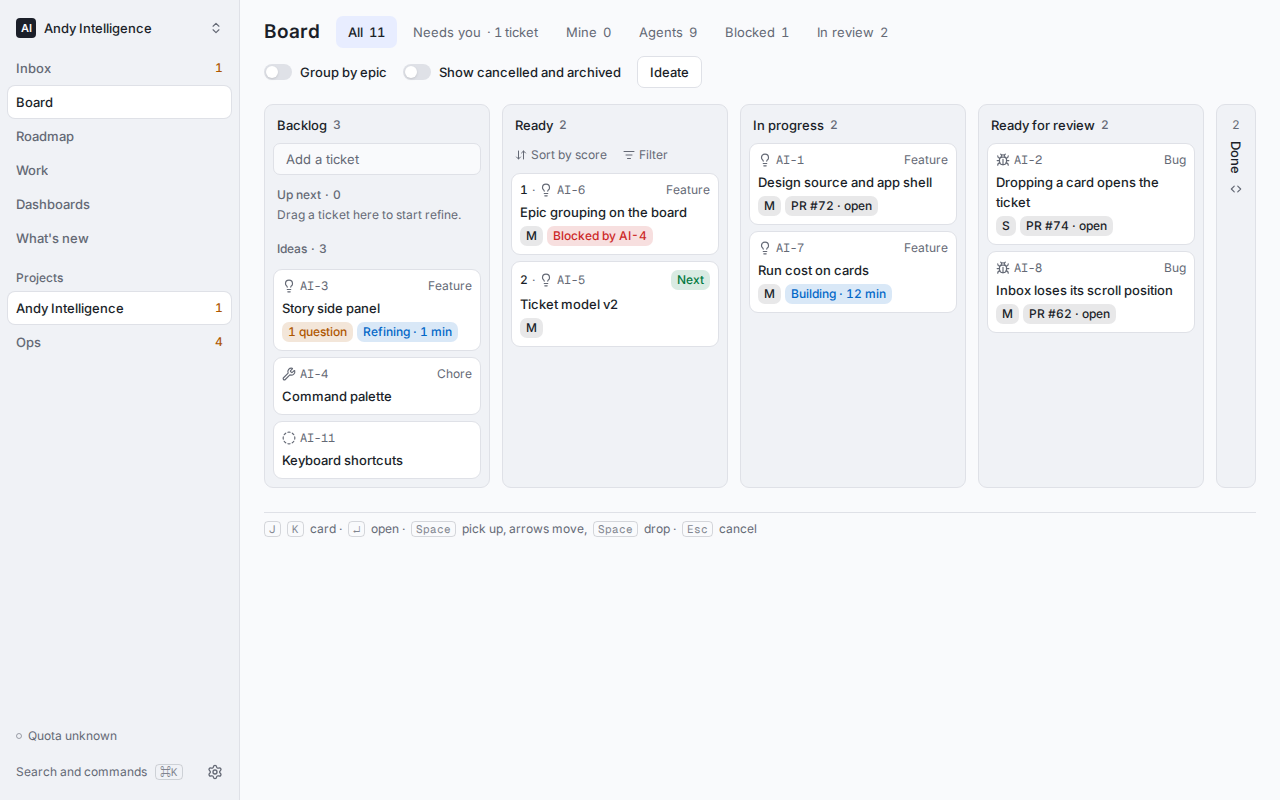 AI Andy Intelligence
Inbox 1
Board
Roadmap
Work
Dashboards
What's new
Projects
Andy Intelligence 1
Ops 4
Quota unknown
Search and commands ⌘K
Board All 11 Needs you · 1 ticket Mine 0 Agents 9 Blocked 1 In review 2
Group by epic Show cancelled and archived Ideate
Backlog 3
Add a ticket
Up next · 0
Drag a ticket here to start refine.
Ideas · 3
AI-3 Feature
Story side panel
1 question Refining · 1 min
AI-4 Chore
Command palette
AI-11
Keyboard shortcuts
Ready 2
Sort by score Filter
1 · AI-6 Feature
Epic grouping on the board
M Blocked by AI-4
2 · AI-5 Next
Ticket model v2
M
In progress 2
AI-1 Feature
Design source and app shell
M PR #72 · open
AI-7 Feature
Run cost on cards
M Building · 12 min
Ready for review 2
AI-2 Bug
Dropping a card opens the
ticket
S PR #74 · open
AI-8 Bug
Inbox loses its scroll position
M PR #62 · open
2
Done
J K card · ↵ open · Space pick up, arrows move, Space drop · Esc cancel